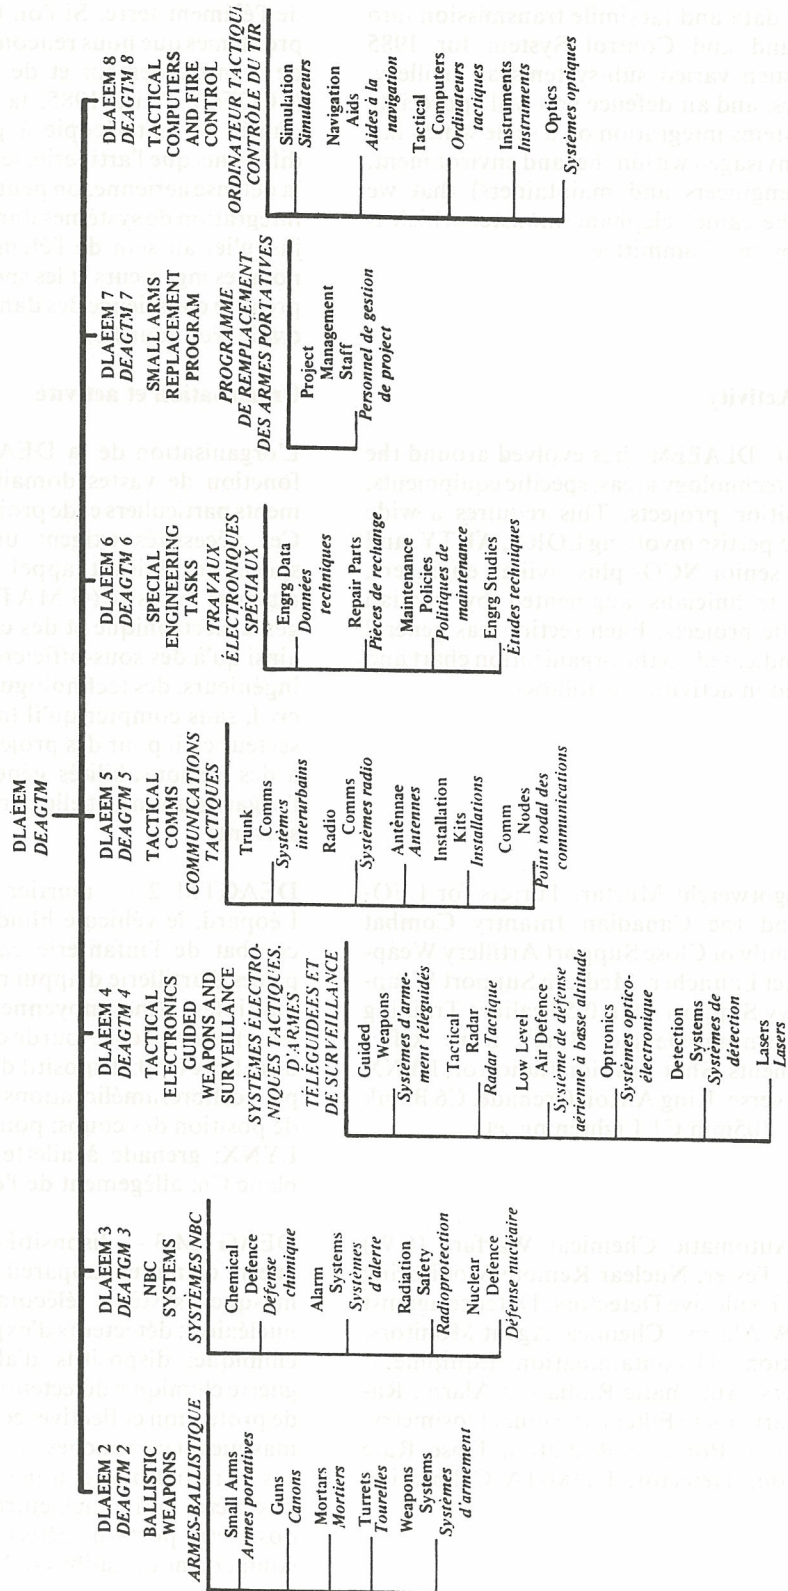 DLAEEM
DEAGTM
DLAEEM 2
DEAGTM 2
BALLISTIC
WEAPONS
ARMES-BALLISTIQUE
Small Arms
Armes portatives
Guns
Canons
Mortars
Mortiers
Turrets
Tourelles
Weapons
Systems
Systèmes
d'armement
DLAEEM 3
DEATGM 3
NBC
SYSTEMS
SYSTÈMES NBC
Chemical
Defence
Défense
chimique
Alarm
Systems
Systèmes
d'alerte
Radiation
Safety
Radioprotection
Nuclear
Defence
Défense nucléaire
DLAEEM 4
DEAGTM 4
TACTICAL
ELECTRONICS
GUIDED
WEAPONS AND
SURVEILLANCE
SYSTÈMES ÉLECTRO-
NIQUES TACTIQUES,
D'ARMES
TÉLÉGUIDÉES ET
DE SURVEILLANCE
Guided
Weapons
Systèmes d'arme-
ment téléguidés
Tactical
Radar
Radar Tactique
Low Level
Air Defence
Système de défense
aérienne à basse altitude
Optronics
Système optico-
électronique
Detection
Systems
Systèmes de
détection
Lasers
Lasers
DLAEEM 5
DEAGTM 5
TACTICAL
COMMS
COMMUNICATIONS
TACTIQUES
Trunk
Comms
Systèmes
interurbains
Radio
Comms
Systèmes radio
Antènnae
Antennes
Installation
Kits
Installations
Comm
Nodes
Point nodal des
communications
DLAEEM 6
DEAGTM 6
SPECIAL
ENGINEERING
TASKS
TRAVAUX
ÉLECTRONIQUES
SPÉCIAUX
Engrg Data
Données
techniques
Repair Parts
Pièces de rechange
Maintenance
Policies
Politiques de
maintenance
Engrg Studies
Études techniques
DLAEEM 7
DEAGTM 7
SMALL ARMS
REPLACEMENT
PROGRAM
PROGRAMME
DE REMPLACEMENT
DES ARMES PORTATIVES
Project
Management
Staff
Personnel de gestion
de project
DLAEEM 8
DEAGTM 8
TACTICAL
COMPUTERS
AND FIRE
CONTROL
ORDINATEUR TACTIQUE
CONTRÔLE DU TIR
Simulation
Simulateurs
Navigation
Aids
Aides à la
navigation
Tactical
Computers
Ordinateurs
tactiques
Instruments
Instruments
Optics
Systèmes optiques